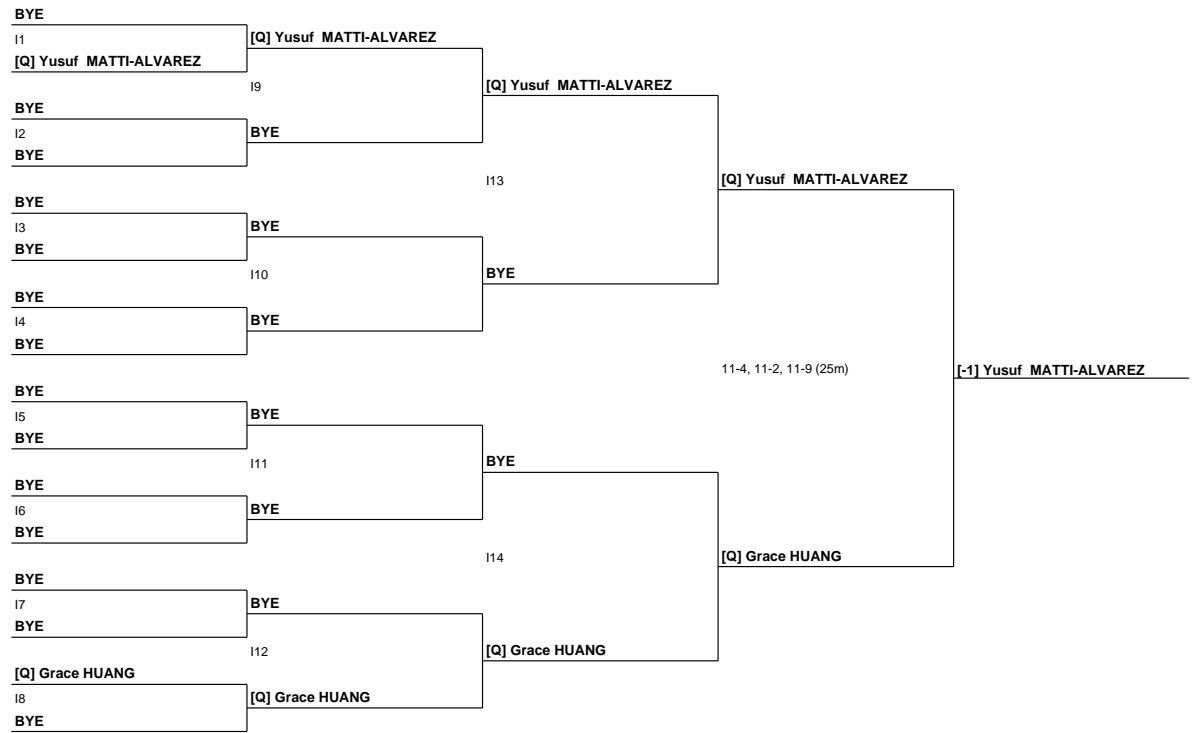 BYE
I1
[Q] Yusuf MATTI-ALVAREZ
[Q] Yusuf MATTI-ALVAREZ
I9
[Q] Yusuf MATTI-ALVAREZ
BYE
I2
BYE
BYE
I13
[Q] Yusuf MATTI-ALVAREZ
BYE
I3
BYE
BYE
I10
BYE
BYE
I4
BYE
BYE
11-4, 11-2, 11-9 (25m)
[-1] Yusuf MATTI-ALVAREZ
BYE
I5
BYE
BYE
I11
BYE
BYE
I6
BYE
BYE
I14
[Q] Grace HUANG
BYE
I7
BYE
BYE
I12
[Q] Grace HUANG
[Q] Grace HUANG
I8
[Q] Grace HUANG
BYE